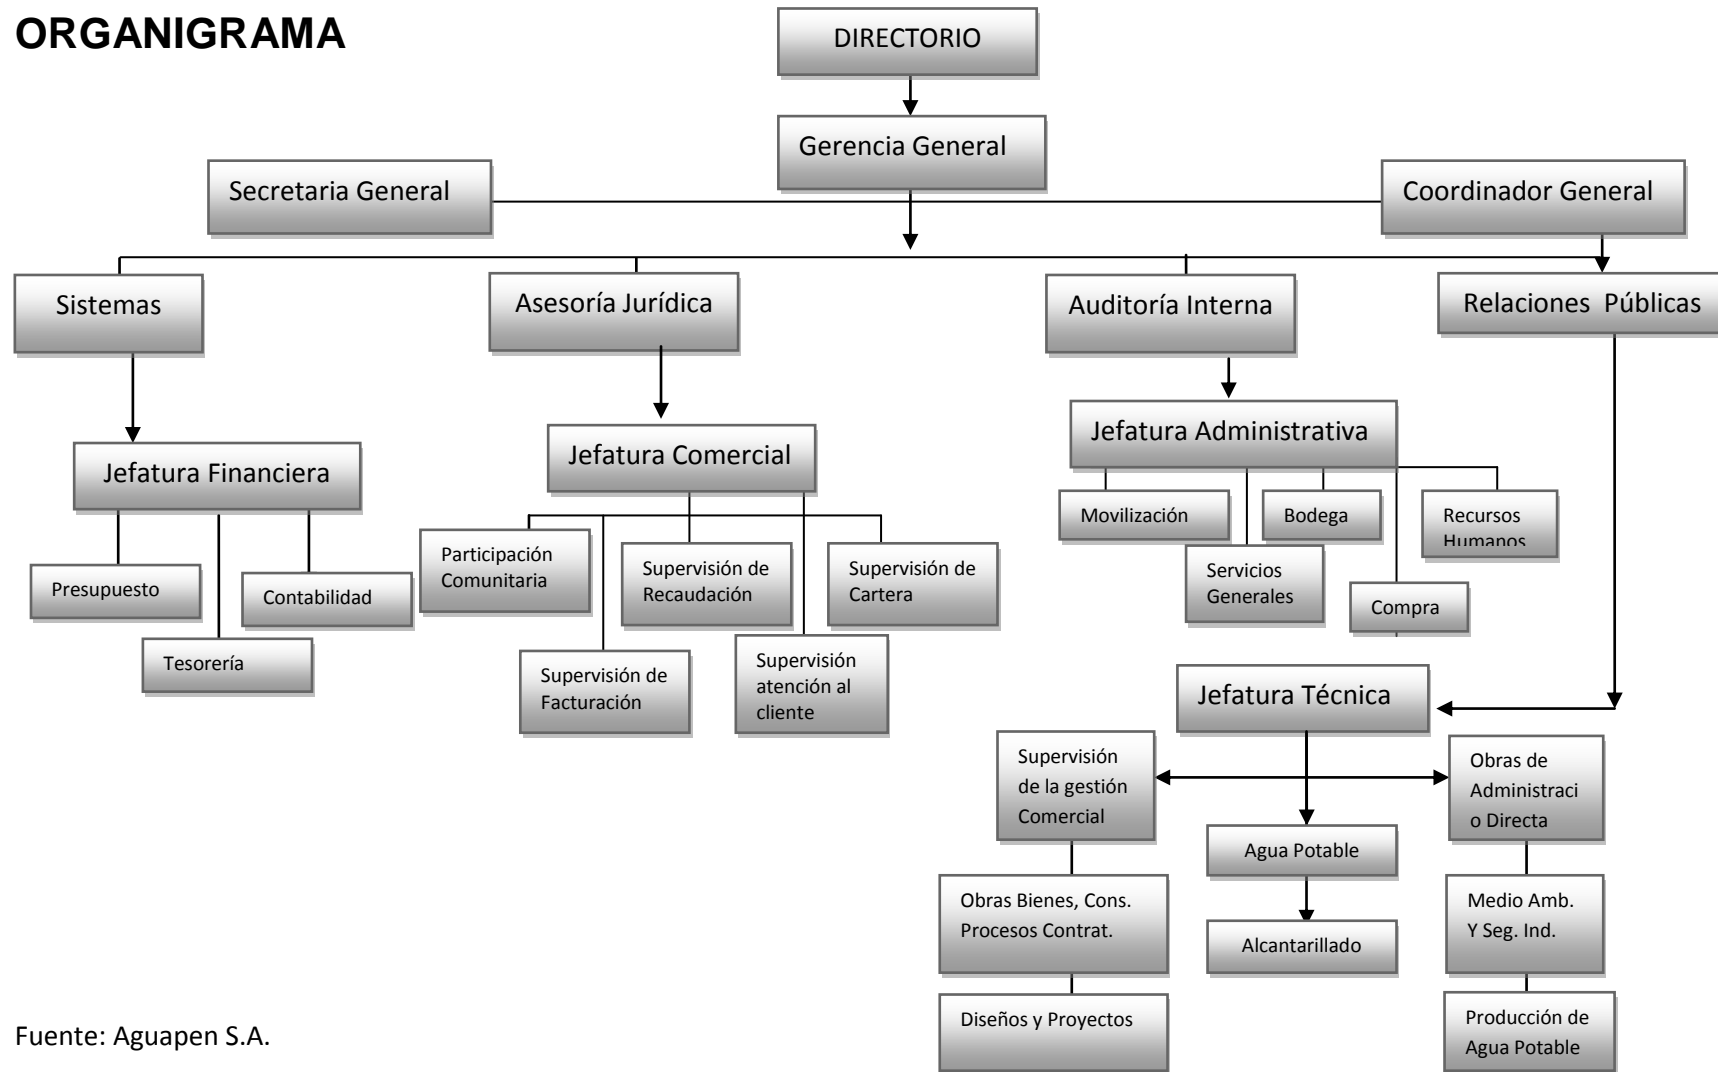 ORGANIGRAMA
DIRECTORIO
Gerencia General
Secretaria General
Coordinador General
Sistemas
Asesoría Jurídica
Auditoría Interna
Relaciones Públicas
Jefatura Financiera
Jefatura Comercial
Jefatura Administrativa
Presupuesto
Contabilidad
Tesorería
Participación
Comunitaria
Supervisión de
Recaudación
Supervisión de
Cartera
Supervisión de
Facturación
Supervisión
atención al
cliente
Movilización
Bodega
Recursos
Humanos
Servicios
Generales
Compra
Jefatura Técnica
Supervisión
de la gestión
Comercial
Obras de
Administraci
o Directa
Agua Potable
Obras Bienes, Cons.
Procesos Contrat.
Alcantarillado
Medio Amb.
Y Seg. Ind.
Diseños y Proyectos
Producción de
Agua Potable
Fuente: Aguapen S.A.